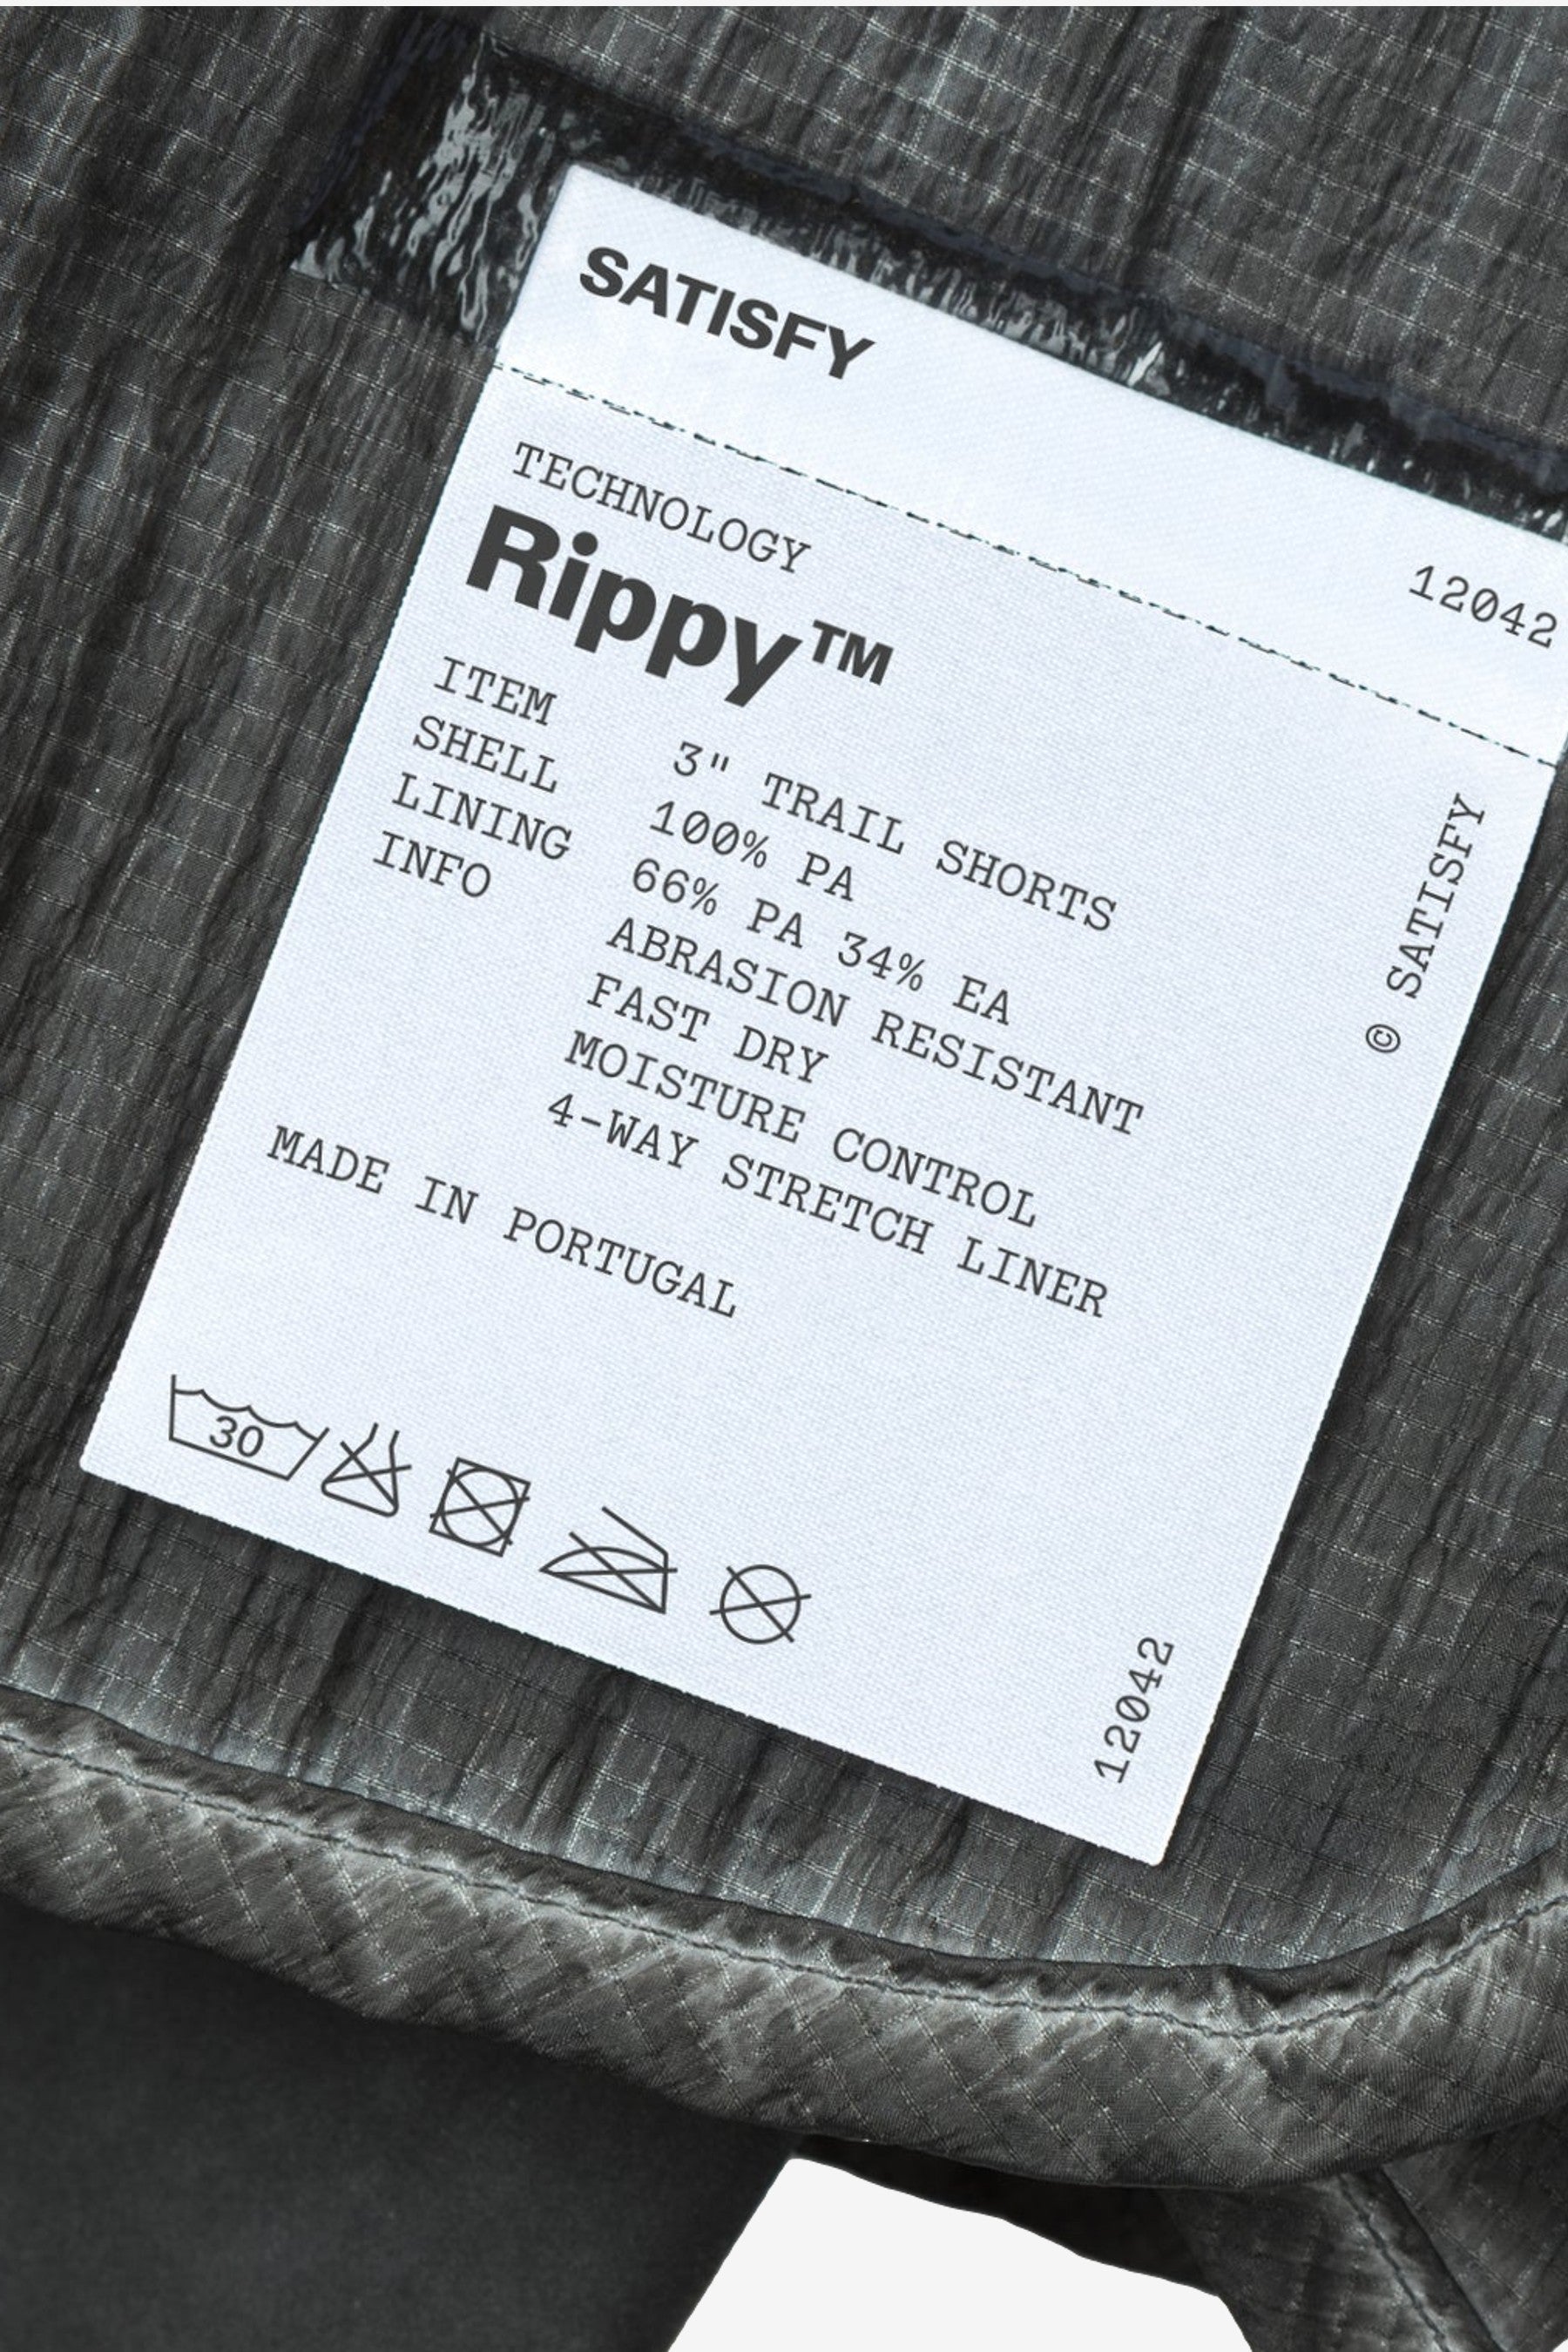 SATISFY
12042
TECHNOLOGY
Rippy™
ITEM 3" TRAIL SHORTS
SHELL 100% PA
LINING 66% PA 34% EA
INFO ABRASION RESISTANT
FAST DRY
MOISTURE CONTROL
4-WAY STRETCH LINER
MADE IN PORTUGAL
30
© SATISFY
12042